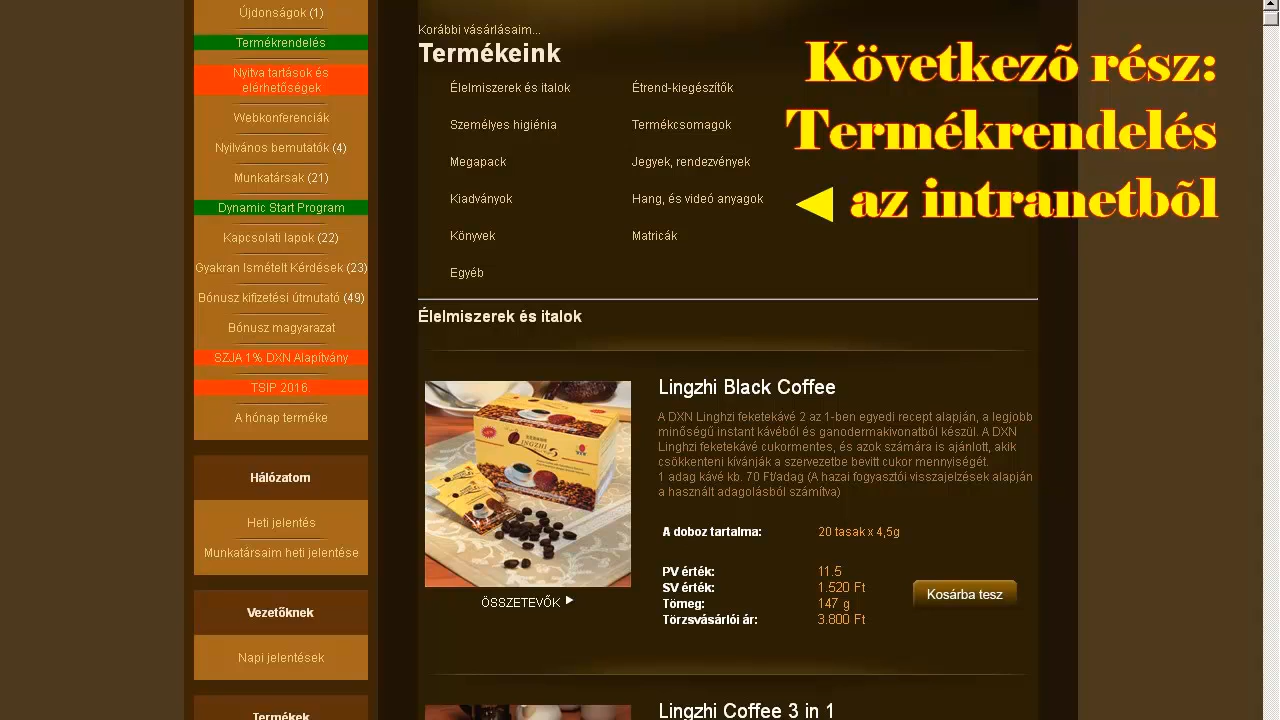 Újdonságok (1)
Termékrendelés
Nyitva tartások és
elérhetőségek
Webkonferenciák
Nyilvános bemutatók (4)
Munkatársak (21)
Dynamic Start Program
Kapcsolati lapok (22)
Gyakran Ismételt Kérdések (23)
Bónusz kifizetési útmutató (49)
Bónusz magyarazat
SZJA 1% DXN Alapítvány
TSIP 2016.
A hónap terméke
Hálózatom
Heti jelentés
Munkatársaim heti jelentése
Vezetőknek
Napi jelentések
Termékek
Korábbi vásárlásaim...
Termékeink
Élelmiszerek és italok
Étrend-kiegészítők
Személyes higiénia
Termékcsomagok
Megapack
Jegyek, rendezvények
Kiadványok
Hang, és videó anyagok
Könyvek
Matricák
Egyéb
Következõ rész:
Termékrendelés
◄ az intranetbõl
Élelmiszerek és italok
Lingzhi Black Coffee
A DXN Linghzi feketekávé 2 az 1-ben egyedi recept alapján, a legjobb
minőségű instant kávéból és ganodermakivonatból készül. A DXN
Linghzi feketekávé cukormentes, és azok számára is ajánlott, akik
csökkenteni kívánják a szervezetbe bevitt cukor mennyiségét.
1 adag kávé kb. 70 Ft/adag (A hazai fogyasztói visszajelzések alapján
a használt adagolásból számítva)
A doboz tartalma: 20 tasak x 4,5g
PV érték: 11.5
SV érték: 1.520 Ft
Tömeg: 147 g
Törzsvásárlói ár: 3.800 Ft
Kosárba tesz
LINGZHI
ÖSSZETEVŐK ►
Lingzhi Coffee 3 in 1